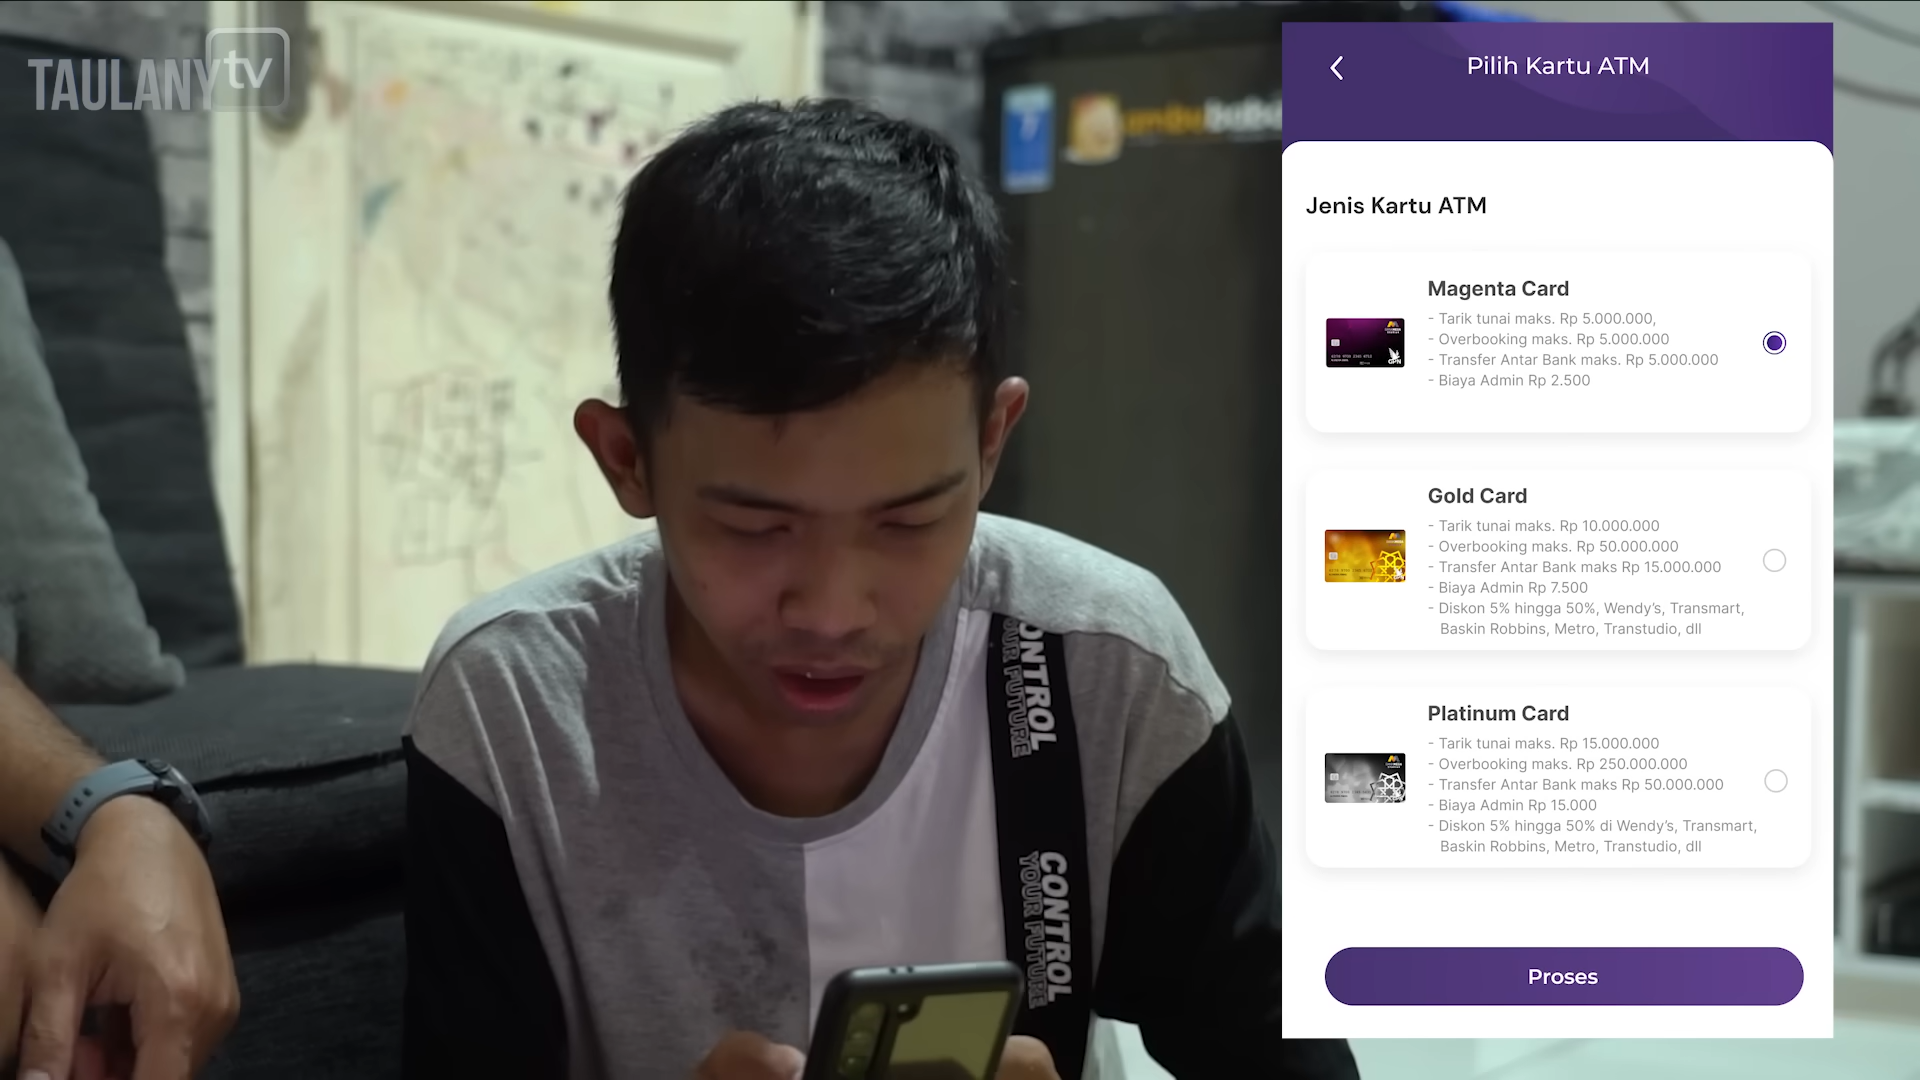 TAULANY tv
Pilih Kartu ATM
Jenis Kartu ATM
Magenta Card
- Tarik tunai maks. Rp 5.000.000,
- Overbooking maks. Rp 5.000.000
- Transfer Antar Bank maks. Rp 5.000.000
- Biaya Admin Rp 2.500
GPN
Gold Card
- Tarik tunai maks. Rp 10.000.000
- Overbooking maks. Rp 50.000.000
- Transfer Antar Bank maks Rp 15.000.000
- Biaya Admin Rp 7.500
- Diskon 5% hingga 50%, Wendy's, Transmart,
Baskin Robbins, Metro, Transtudio, dll
Platinum Card
- Tarik tunai maks. Rp 15.000.000
- Overbooking maks. Rp 250.000.000
- Transfer Antar Bank maks Rp 50.000.000
- Biaya Admin Rp 15.000
- Diskon 5% hingga 50% di Wendy's, Transmart,
Baskin Robbins, Metro, Transtudio, dll
Proses
CONTROL
YOUR FUTURE
CONTROL
YOUR FUTURE